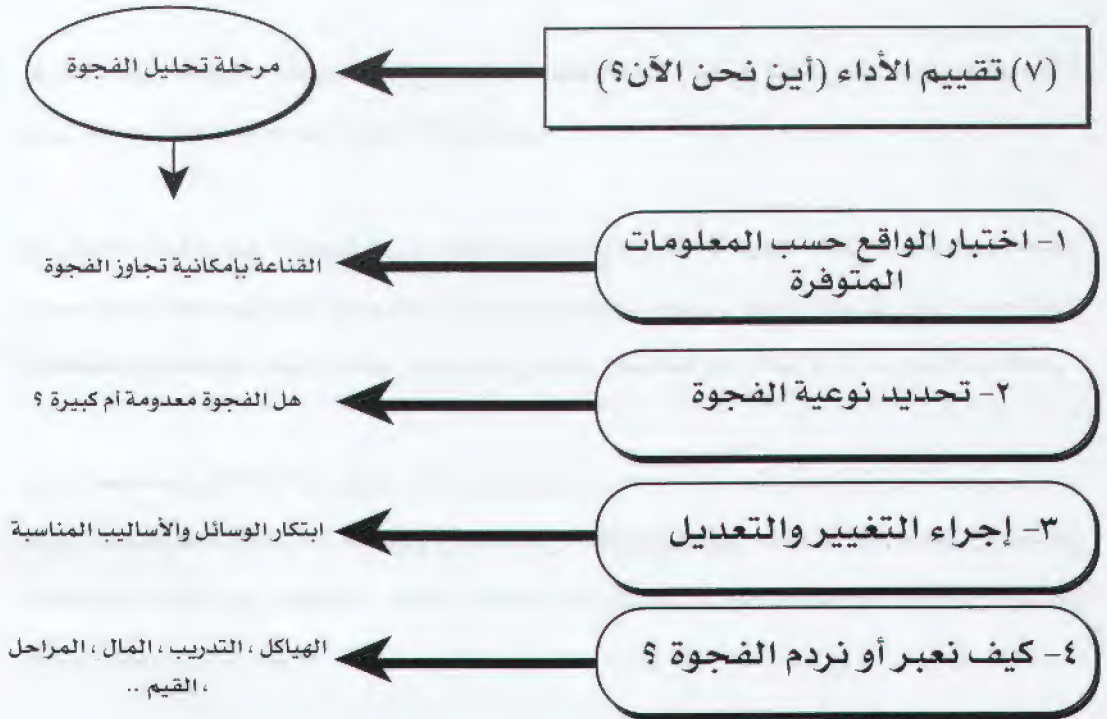 (٧) تقييم الأداء (أين نحن الآن؟)
مرحلة تحليل الفجوة
١- اختبار الواقع حسب المعلومات
المتوفرة
القناعة بإمكانية تجاوز الفجوة
٢- تحديد نوعية الفجوة
هل الفجوة معدومة أم كبيرة ؟
٣- إجراء التغيير والتعديل
ابتكار الوسائل والأساليب المناسبة
٤- كيف نعبر أو نردم الفجوة ؟
الهياكل ، التدريب ، المال ، المراحل
، القيم ..